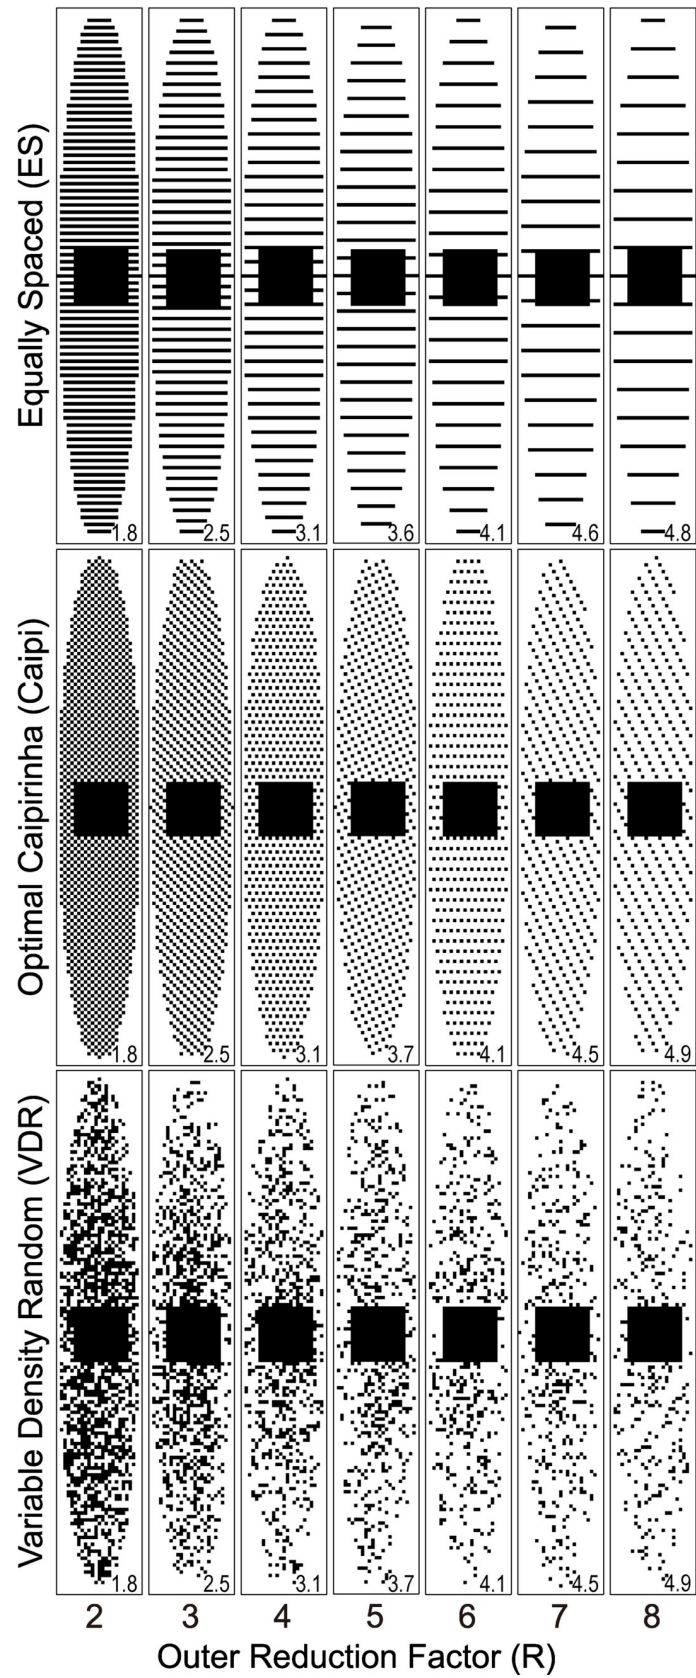 Equally Spaced (ES)
1.8 2.5 3.1 3.6 4.1 4.6 4.8
Optimal Caipirinha (Caipi)
1.8 2.5 3.1 3.7 4.1 4.5 4.9
Variable Density Random (VDR)
1.8 2.5 3.1 3.7 4.1 4.5 4.9
2 3 4 5 6 7 8
Outer Reduction Factor (R)